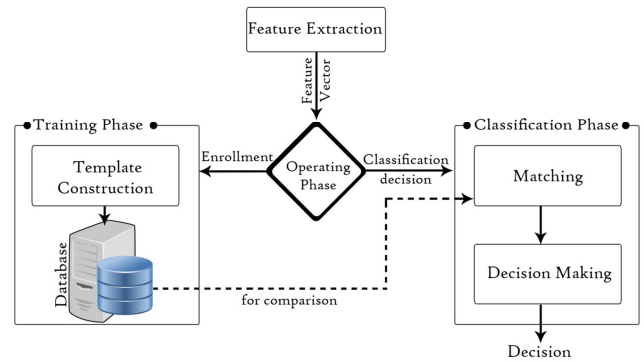 Feature Extraction
Feature
Vector
Training Phase
Classification Phase
Enrollment
Operating
Phase
Classification
decision
Template
Construction
Matching
Database
for comparison
Decision Making
Decision